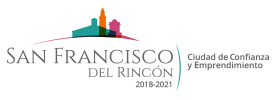 SAN FRANCISCO
DEL RINCÓN
2018-2021
Ciudad de Confianza
y Emprendimiento